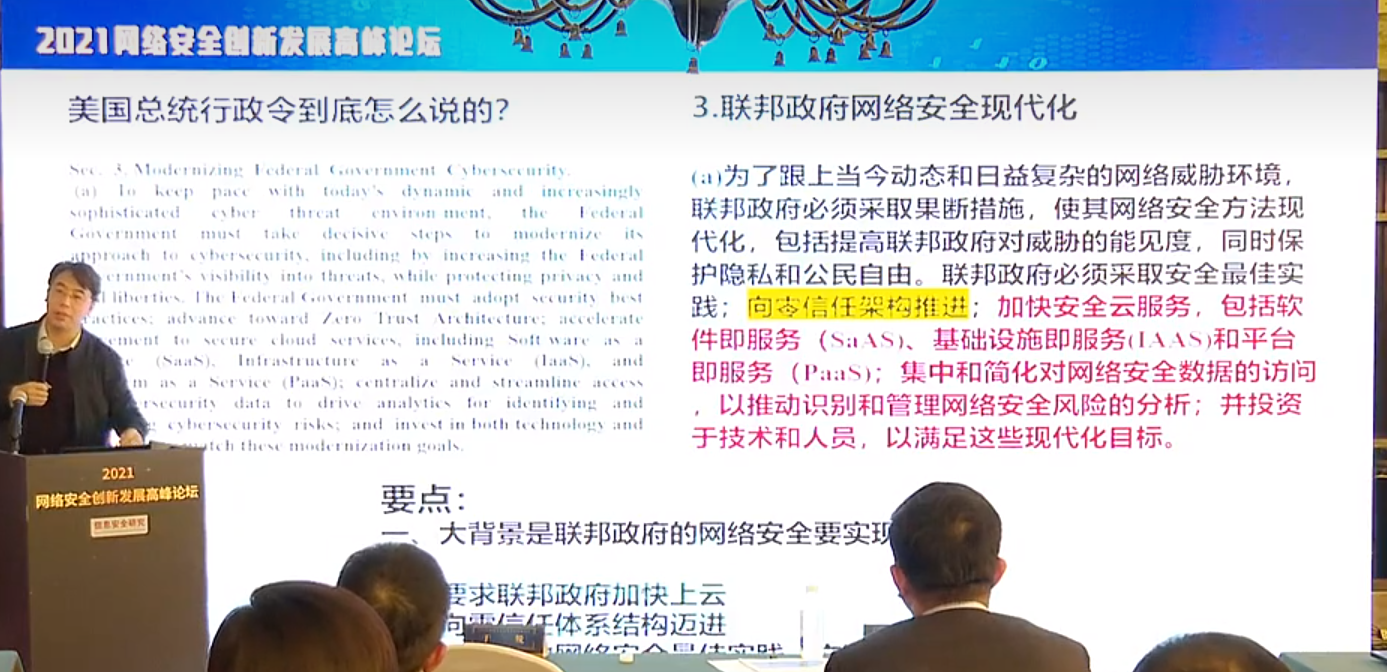 2021网络安全创新发展高峰论坛
美国总统行政令到底怎么说的?
Sec. 3. Modernizing Federal Government Cybersecurity.
(a) To keep pace with today's dynamic and increasingly
sophisticated cyber threat environment, the Federal
Government must take decisive steps to modernize its
approach to cybersecurity, including by increasing the Federal
ernment's visibility into threats, while protecting privacy and
liberties. The Federal Government must adopt security best
actices; advance toward Zero Trust Architecture; accelerate
ement to secure cloud services, including Software as a
(SaaS), Infrastructure as a Service (IaaS), and
m as a Service (PaaS); centralize and streamline access
ersecurity data to drive analytics for identifying and
cybersecurity risks; and invest in both technology and
atch these modernization goals.
3.联邦政府网络安全现代化
(a)为了跟上当今动态和日益复杂的网络威胁环境，
联邦政府必须采取果断措施，使其网络安全方法现
代化，包括提高联邦政府对威胁的能见度，同时保
护隐私和公民自由。联邦政府必须采取安全最佳实
践；向零信任架构推进；加快安全云服务，包括软
件即服务（SaAS)、基础设施即服务(IAAS)和平台
即服务（PaaS)；集中和简化对网络安全数据的访问
，以推动识别和管理网络安全风险的分析；并投资
于技术和人员，以满足这些现代化目标。
要点：
一、大背景是联邦政府的网络安全要实现
要求联邦政府加快上云
向零信任体系结构迈进
网络安全最佳实践
2021
网络安全创新发展高峰论坛
信息安全研究